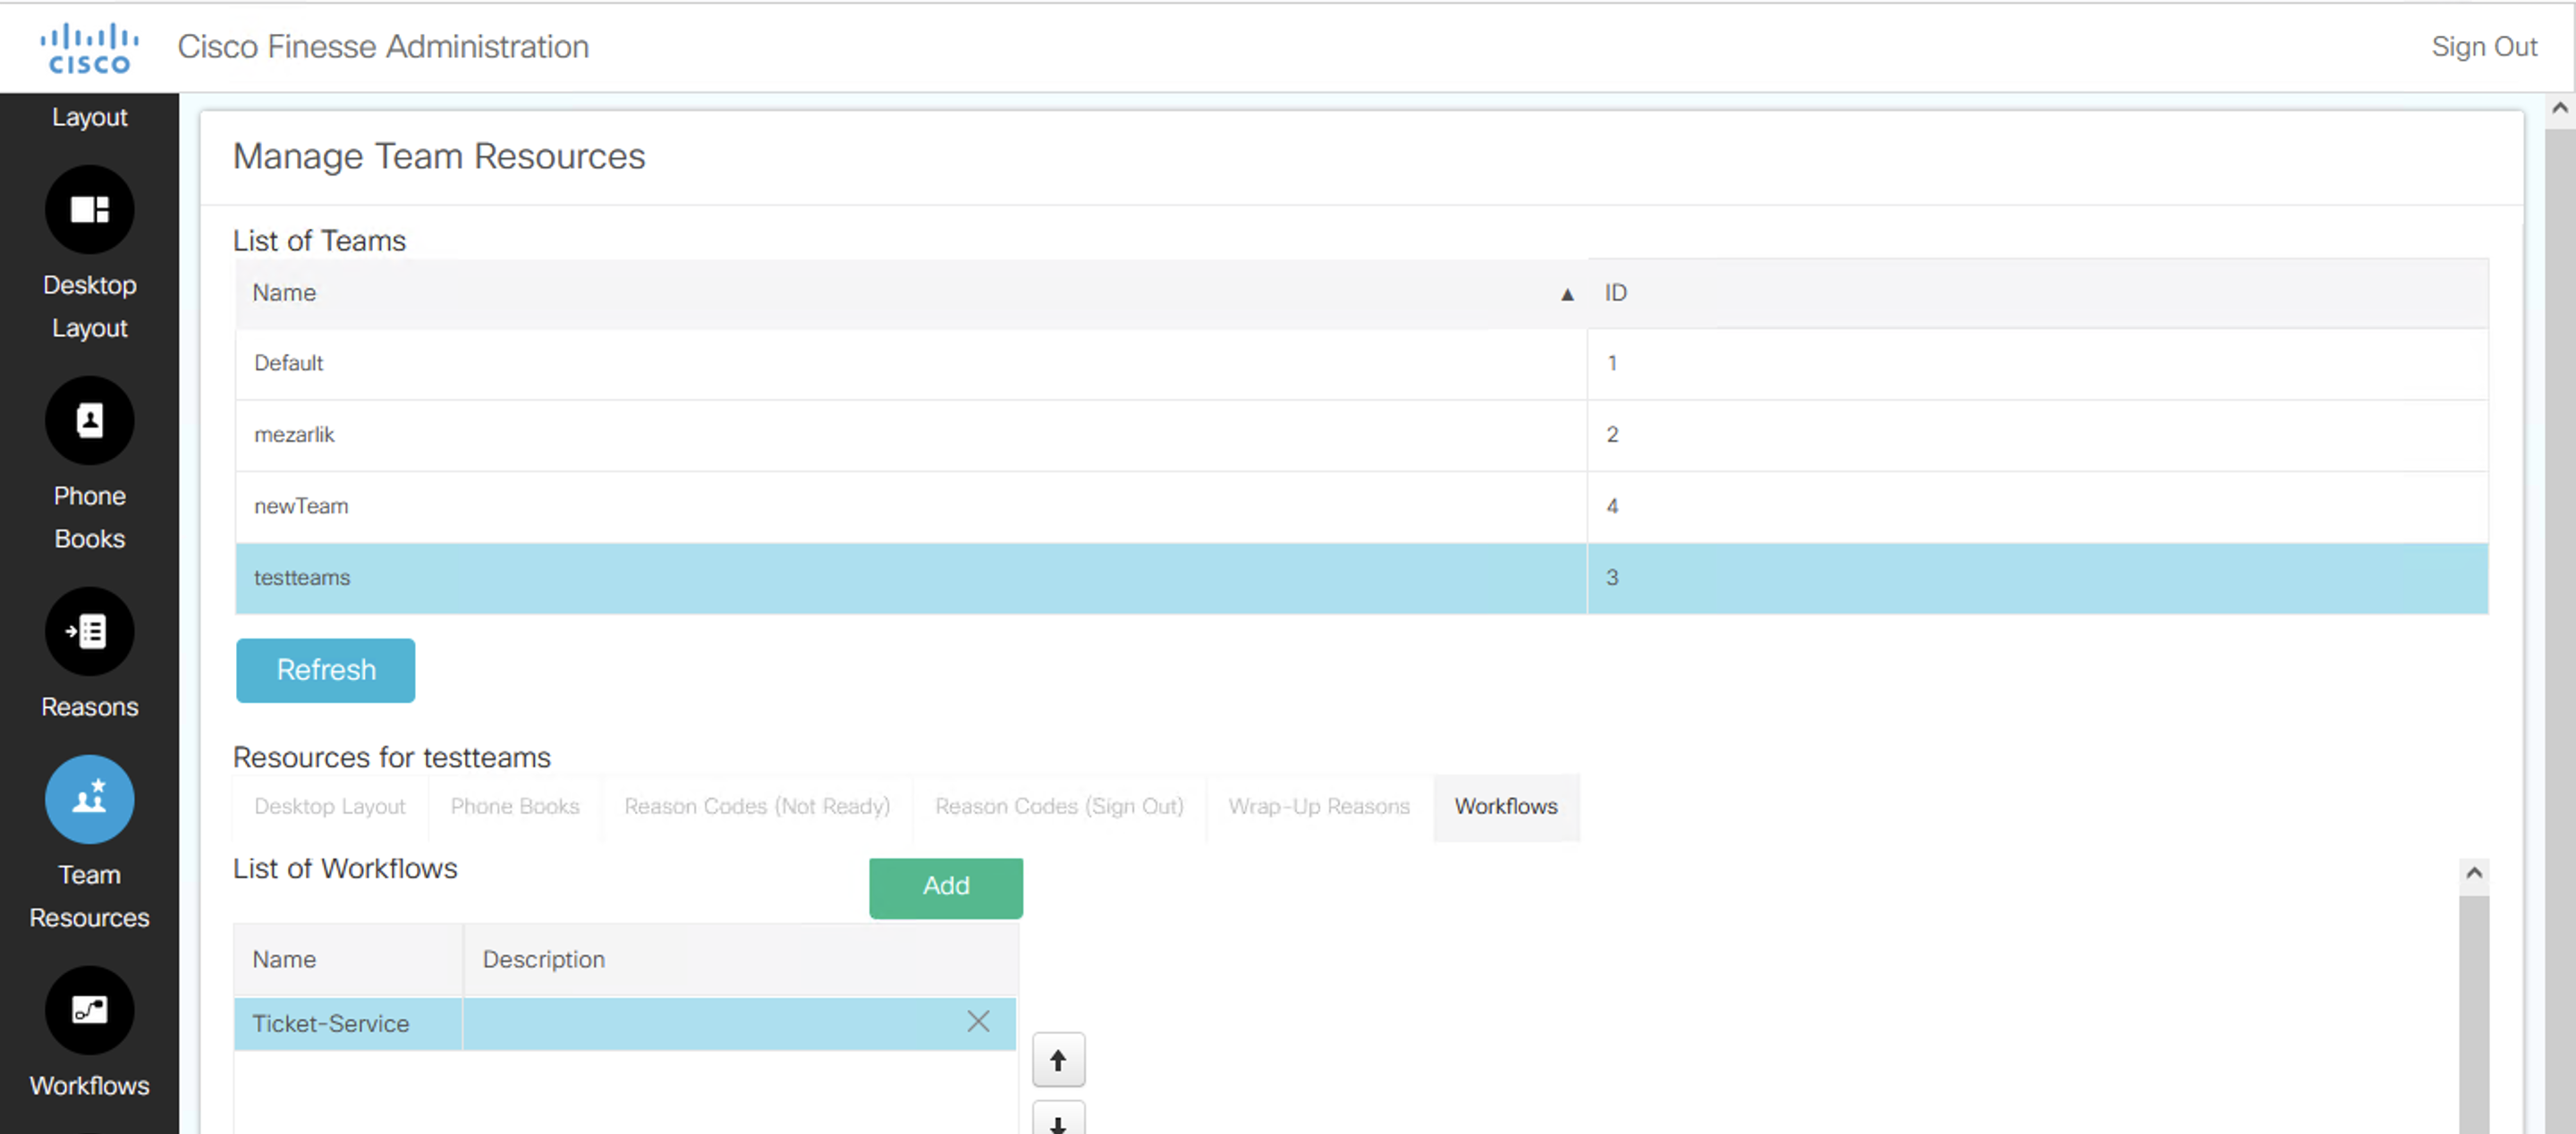 CISCO
Cisco Finesse Administration
Sign Out
Layout
Desktop
Layout
Phone
Books
Reasons
Team
Resources
Workflows
Manage Team Resources
List of Teams
Name ▲ ID
Default 1
mezarlik 2
newTeam 4
testteams 3
Refresh
Resources for testteams
Desktop Layout Phone Books Reason Codes (Not Ready) Reason Codes (Sign Out) Wrap-Up Reasons Workflows
List of Workflows
Add
Name Description
Ticket-Service